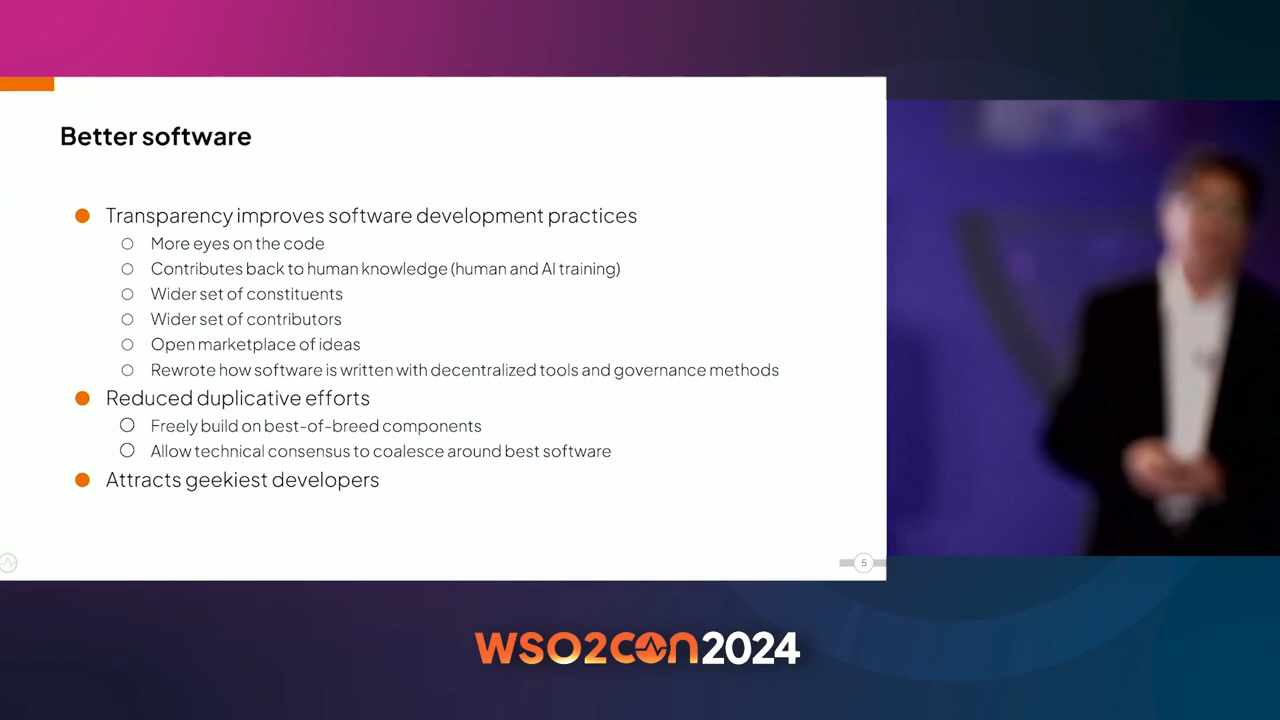 Better software
Transparency improves software development practices
More eyes on the code
Contributes back to human knowledge (human and AI training)
Wider set of constituents
Wider set of contributors
Open marketplace of ideas
Rewrote how software is written with decentralized tools and governance methods
Reduced duplicative efforts
Freely build on best-of-breed components
Allow technical consensus to coalesce around best software
Attracts geekiest developers
5
WSO2CON2024